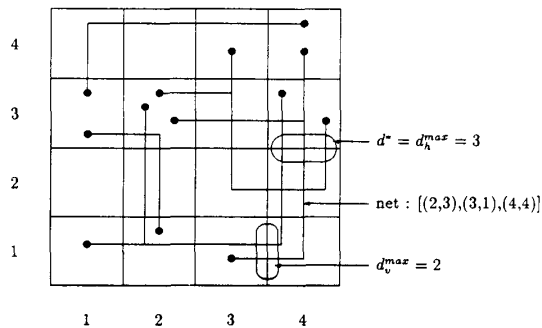 4
3
d* = d_h^{max} = 3
2
net : [(2,3),(3,1),(4,4)]
1
d_v^{max} = 2
1 2 3 4